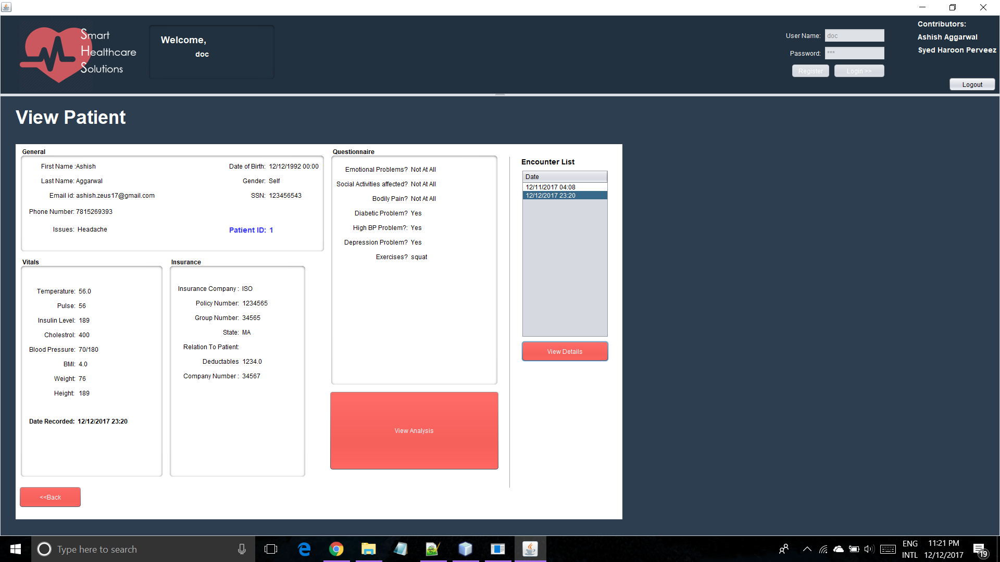 Smart
Healthcare
Solutions
Welcome,
doc
User Name: doc
Password: ***
Register Login >>
Contributors:
Ashish Aggarwal
Syed Haroon Perveez
Logout
View Patient
General
First Name :Ashish
Date of Birth: 12/12/1992 00:00
Last Name: Aggarwal
Gender: Self
Email id: ashish.zeus17@gmail.com
SSN: 123456543
Phone Number: 7815269393
Issues: Headache
Patient ID: 1
Vitals
Temperature: 56.0
Pulse: 56
Insulin Level: 189
Cholestrol: 400
Blood Pressure: 70/180
BMI: 4.0
Weight: 76
Height: 189
Date Recorded: 12/12/2017 23:20
Insurance
Insurance Company : ISO
Policy Number: 1234565
Group Number: 34565
State: MA
Relation To Patient:
Deductables 1234.0
Company Number : 34567
Questionnaire
Emotional Problems? Not At All
Social Activities affected? Not At All
Bodily Pain? Not At All
Diabetic Problem? Yes
High BP Problem?: Yes
Depression Problem? Yes
Exercises? squat
View Analysis
Encounter List
Date
12/11/2017 04:08
12/12/2017 23:20
View Details
<<Back
Type here to search
ENG
INTL
11:21 PM
12/12/2017
19